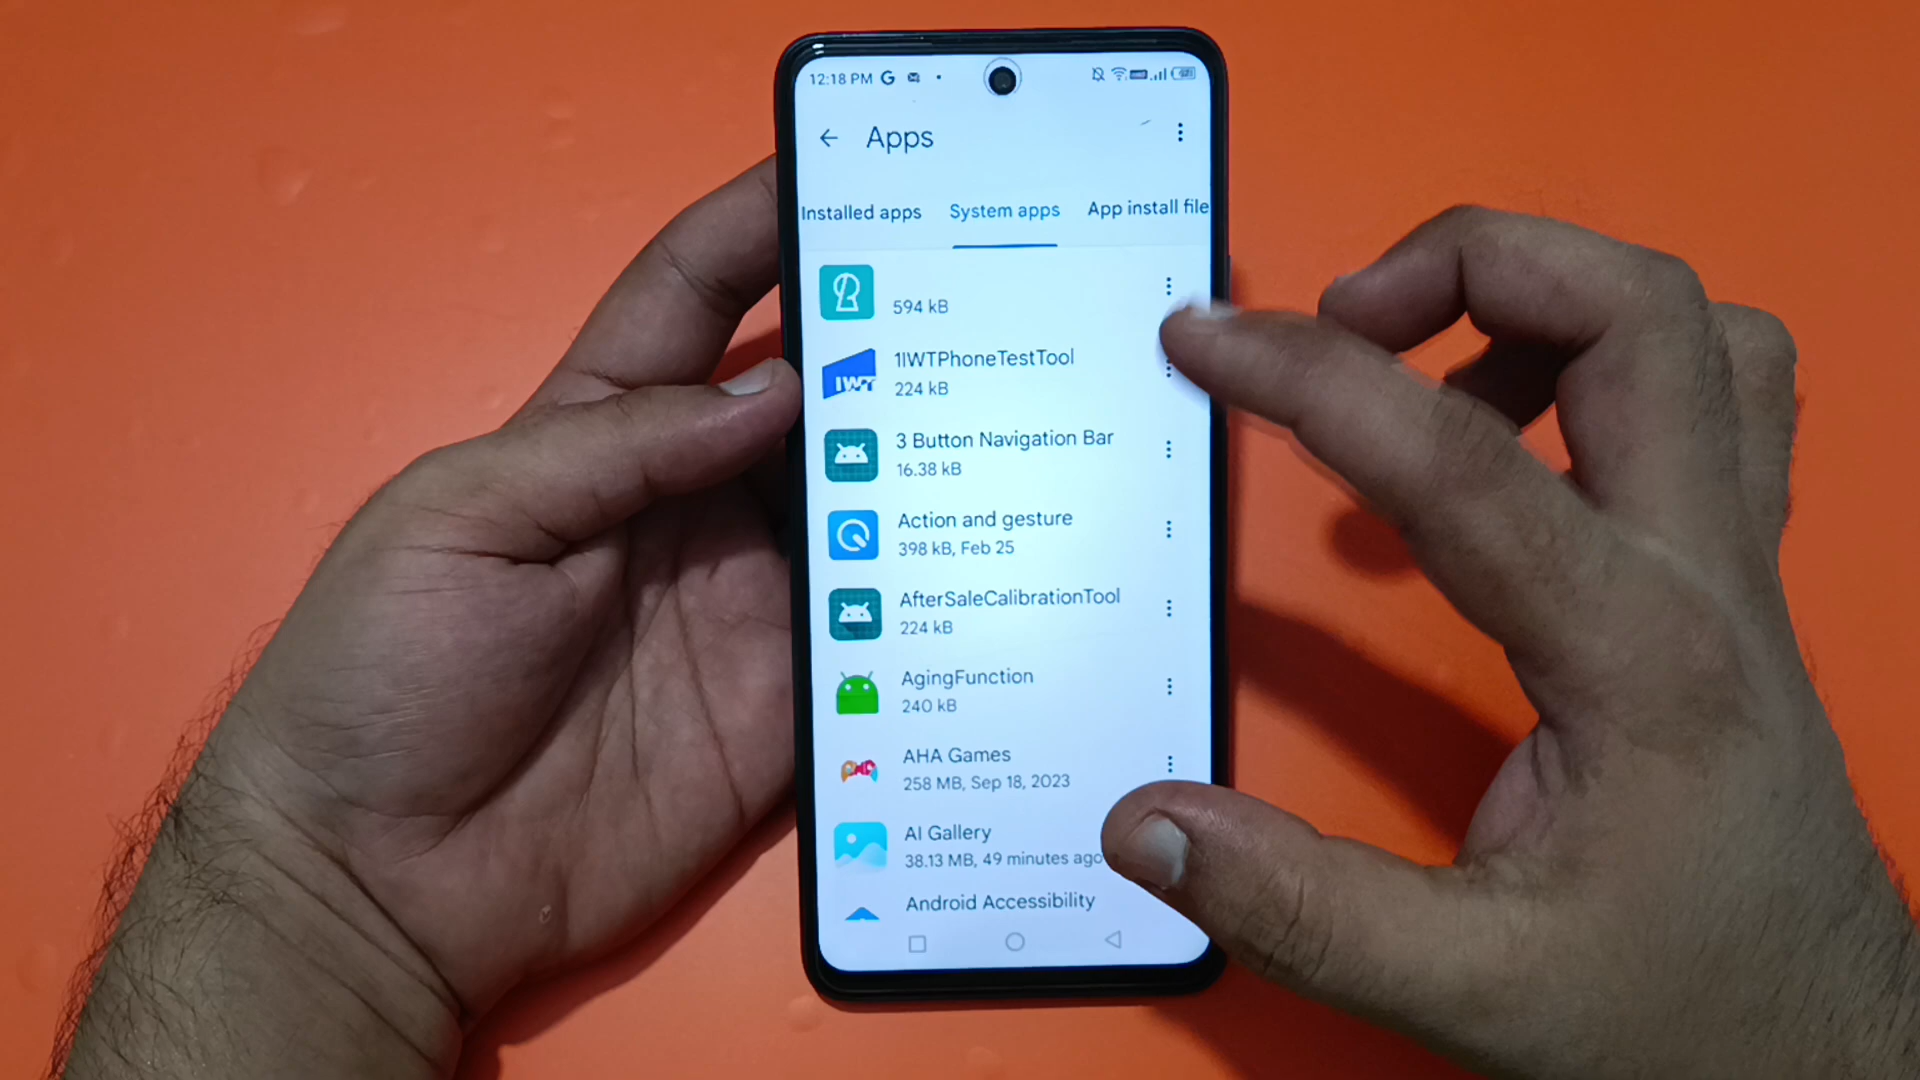 12:18 PM G
Apps
Installed apps System apps App install file
594 kB
1IWTPhoneTestTool
IWT
224 kB
3 Button Navigation Bar
16.38 kB
Action and gesture
398 kB, Feb 25
AfterSaleCalibrationTool
224 kB
AgingFunction
240 kB
AHA Games
AHA
258 MB, Sep 18, 2023
AI Gallery
38.13 MB, 49 minutes ago
Android Accessibility